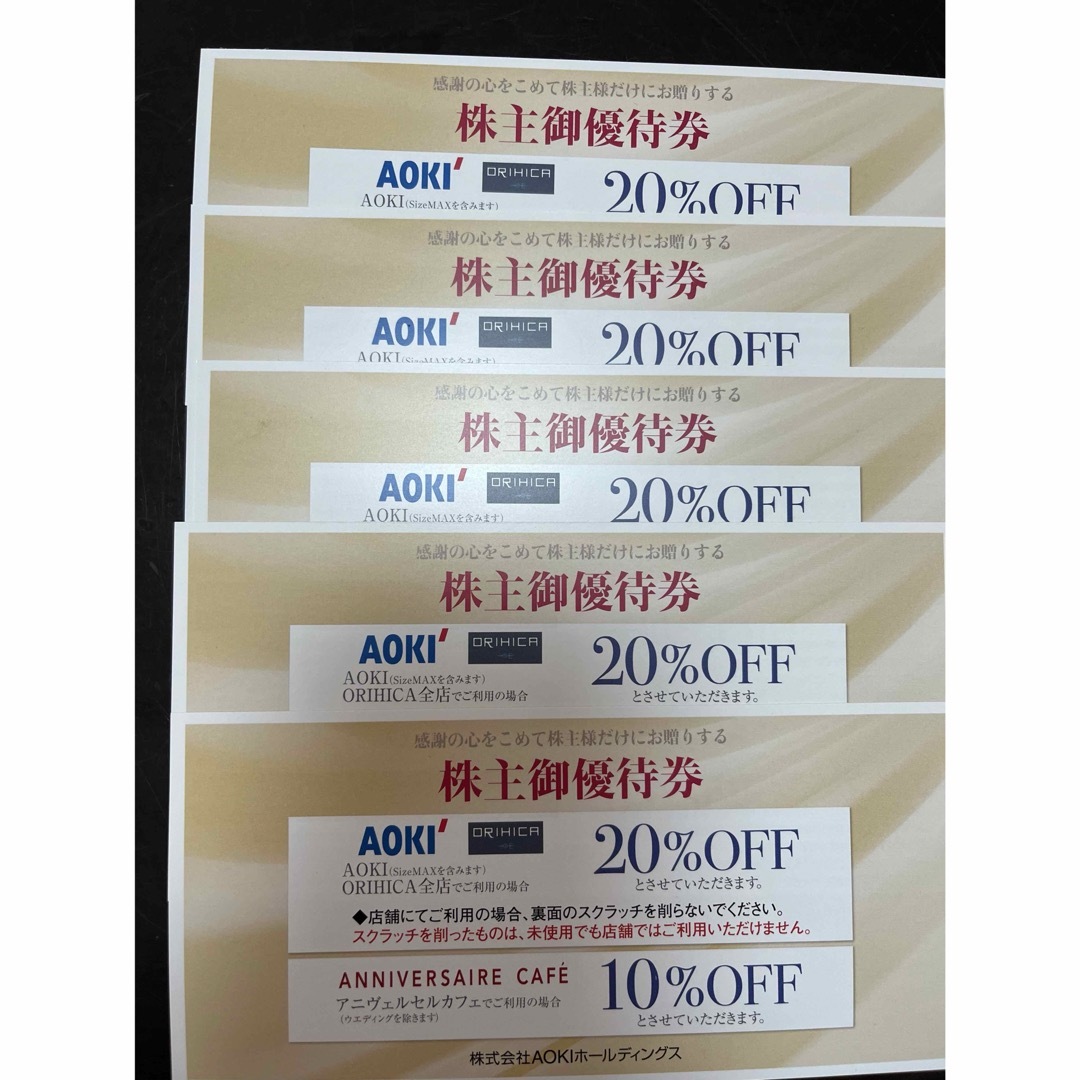 感謝の心をこめて株主様だけにお贈りする
株主御優待券
AOKI ORIHICA 20%OFF
AOKI(SizeMAXを含みます)
感謝の心をこめて株主様だけにお贈りする
株主御優待券
AOKI ORIHICA 20%OFF
AOKI(SizeMAXを含みます)
感謝の心をこめて株主様だけにお贈りする
株主御優待券
AOKI ORIHICA 20%OFF
AOKI(SizeMAXを含みます)
感謝の心をこめて株主様だけにお贈りする
株主御優待券
AOKI ORIHICA 20%OFF
AOKI(SizeMAXを含みます)
ORIHICA全店でご利用の場合 とさせていただきます。
感謝の心をこめて株主様だけにお贈りする
株主御優待券
AOKI ORIHICA 20%OFF
AOKI(SizeMAXを含みます)
ORIHICA全店でご利用の場合 とさせていただきます。
◆店舗にてご利用の場合、裏面のスクラッチを削らないでください。
スクラッチを削ったものは、未使用でも店舗ではご利用いただけません。
ANNIVERSAIRE CAFÉ 10%OFF
アニヴェルセルカフェでご利用の場合
(ウエディングを除きます) とさせていただきます。
株式会社AOKIホールディングス